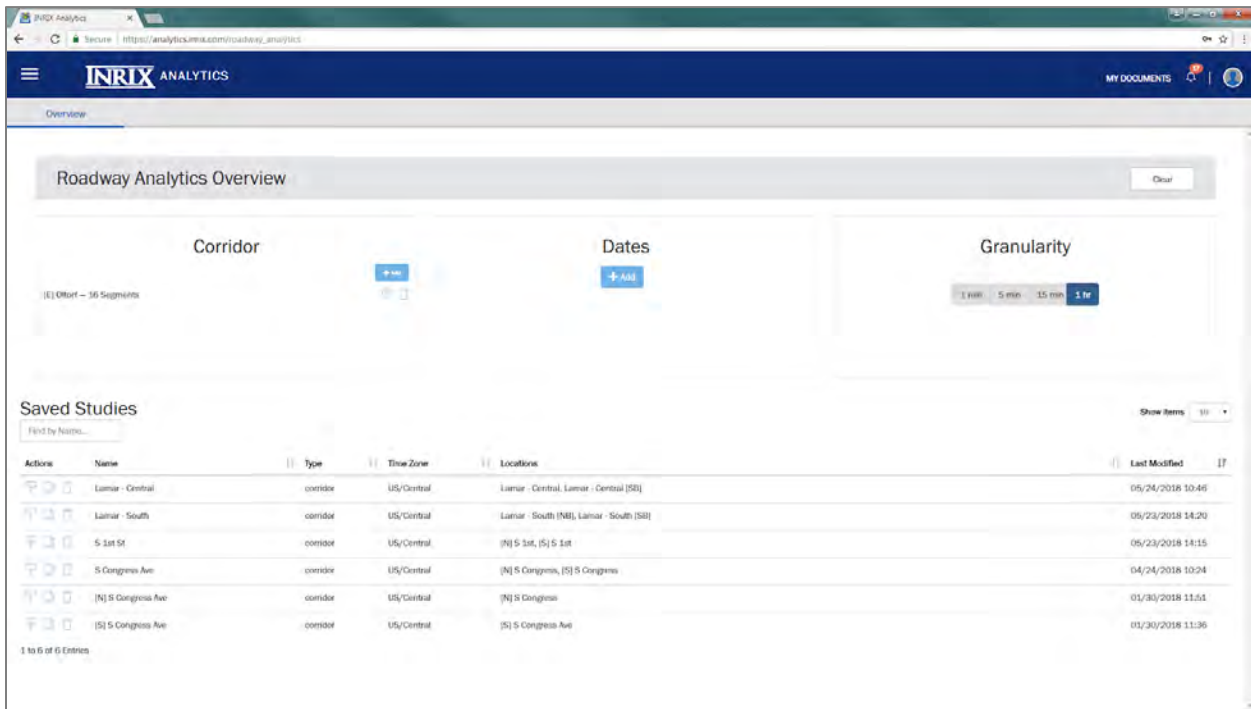 INRIX Analytics
Secure https://analytics.inrix.com/roadway_analytics
INRIX ANALYTICS
MY DOCUMENTS
Overview
Roadway Analytics Overview
Clear
Corridor
Dates
Granularity
+ Add
+ Add
[E] Oltorf — 16 Segments
1 min 5 min 15 min 1 hr
Saved Studies
Show items 10
Find by Name...
Actions Name Type Time Zone Locations Last Modified
Lamar - Central corridor US/Central Lamar - Central, Lamar - Central [SB] 05/24/2018 10:46
Lamar - South corridor US/Central Lamar - South [NB], Lamar - South [SB] 05/23/2018 14:20
S 1st St corridor US/Central [N] S 1st, [S] S 1st 05/23/2018 14:15
S Congress Ave corridor US/Central [N] S Congress, [S] S Congress 04/24/2018 10:24
[N] S Congress Ave corridor US/Central [N] S Congress 01/30/2018 11:51
[S] S Congress Ave corridor US/Central [S] S Congress Ave 01/30/2018 11:36
1 to 6 of 6 Entries